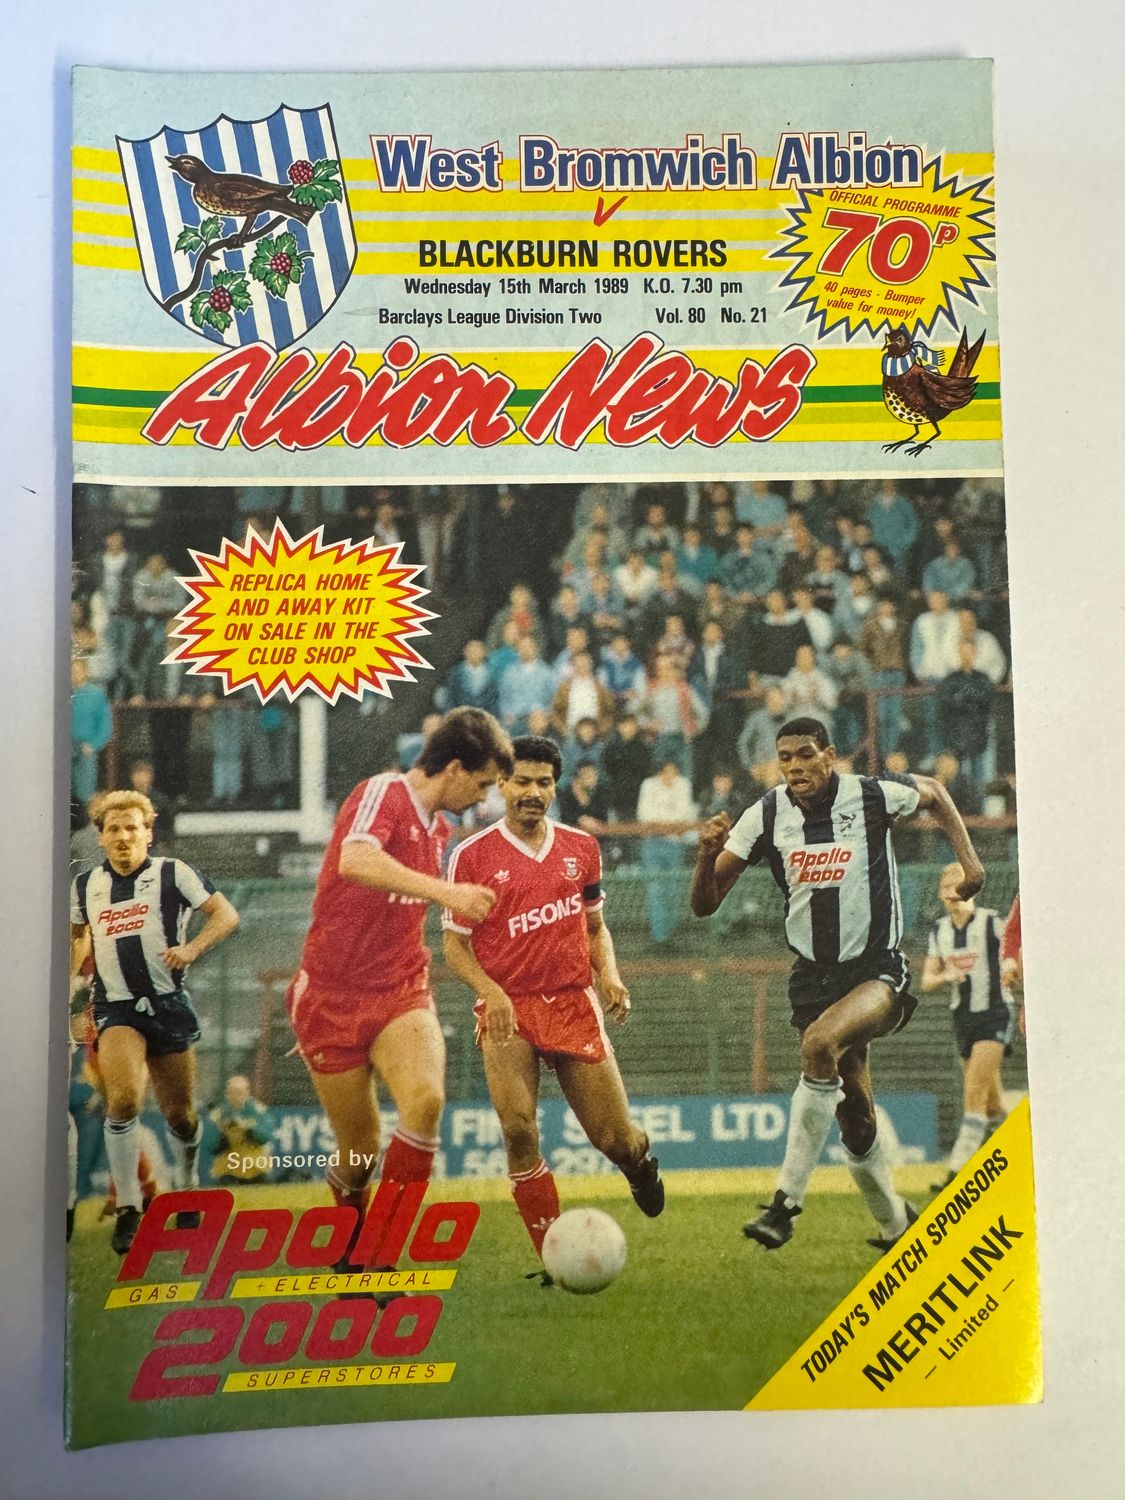 West Bromwich Albion
v
BLACKBURN ROVERS
Wednesday 15th March 1989 K.O. 7.30 pm
Barclays League Division Two Vol. 80 No. 21
OFFICIAL PROGRAMME
70p
40 pages - Bumper
value for money!
Albion News
REPLICA HOME
AND AWAY KIT
ON SALE IN THE
CLUB SHOP
Apollo
2000
FISONS
Apollo
2000
EL LTD
Sponsored by
Apollo
GAS + ELECTRICAL
2000
SUPERSTORES
TODAY'S MATCH SPONSORS
MERITLINK
— Limited —